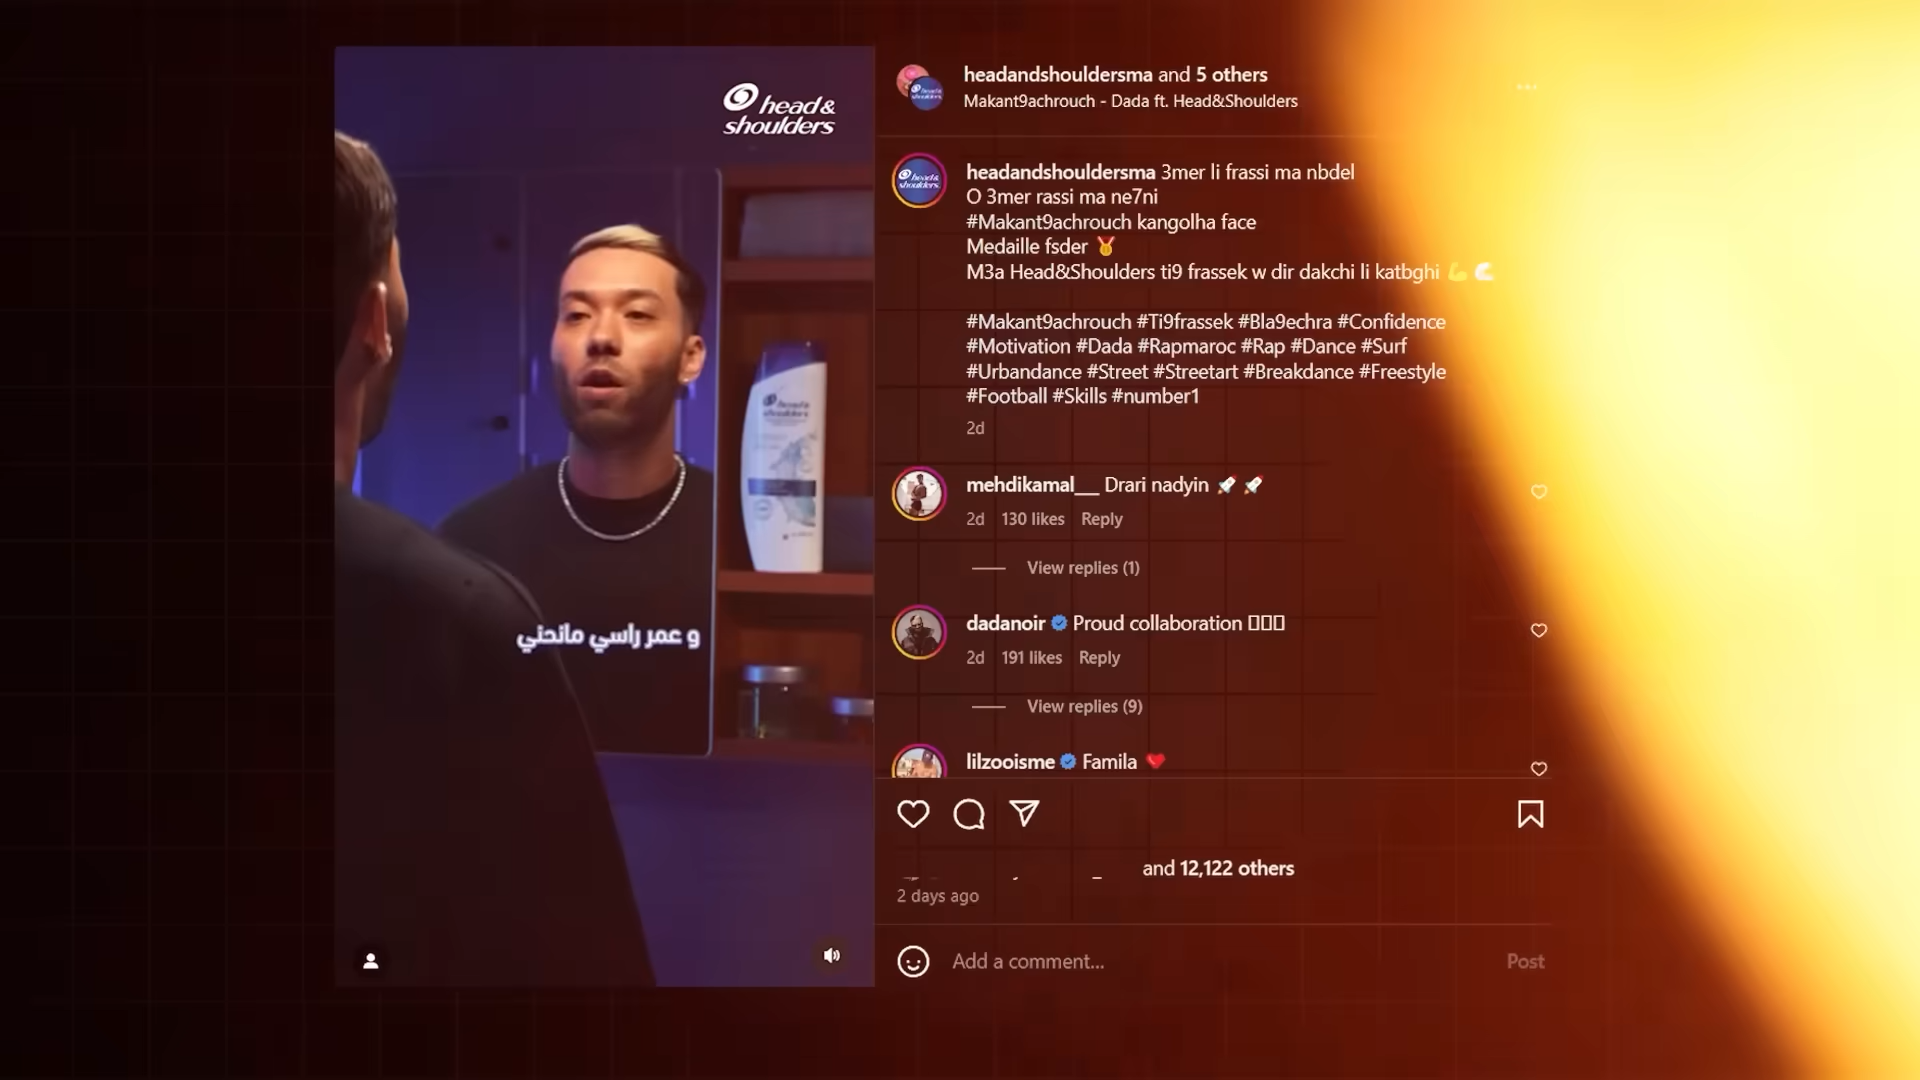 head&
shoulders
و عمر راسي مانحني
headandshouldersma and 5 others
Makant9achrouch - Dada ft. Head&Shoulders
headandshouldersma 3mer li frassi ma nbdel
O 3mer rassi ma ne7ni
#Makant9achrouch kangolha face
Medaille fsder 🥇
M3a Head&Shoulders ti9 frassek w dir dakchi li katbghi 💪🌊
#Makant9achrouch #Ti9frassek #Bla9echra #Confidence
#Motivation #Dada #Rapmaroc #Rap #Dance #Surf
#Urbandance #Street #Streetart #Breakdance #Freestyle
#Football #Skills #number1
2d
mehdikamal__ Drari nadyin 🚀 🚀
2d 130 likes Reply
View replies (1)
dadanoir Proud collaboration
2d 191 likes Reply
View replies (9)
lilzooisme Famila ❤️
and 12,122 others
2 days ago
Add a comment...
Post